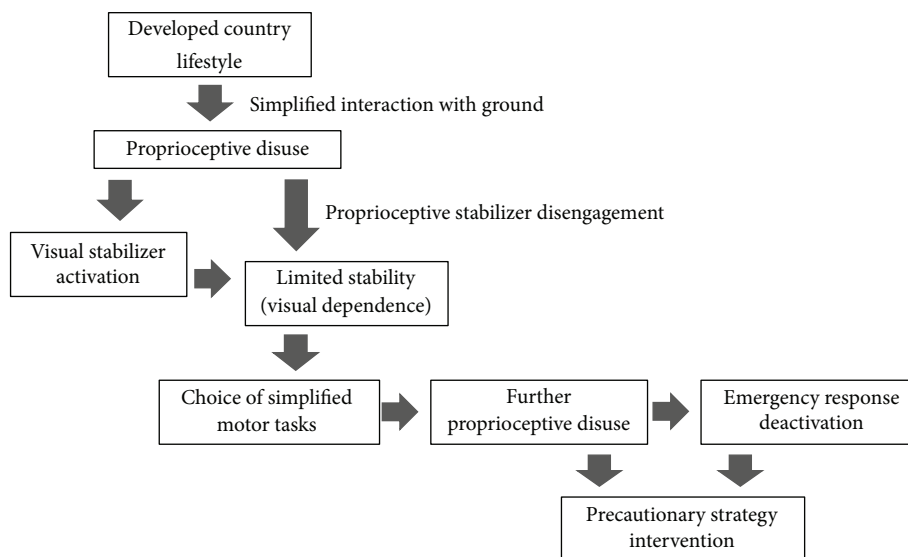 Developed country
lifestyle
Simplified interaction with ground
Proprioceptive disuse
Proprioceptive stabilizer disengagement
Visual stabilizer
activation
Limited stability
(visual dependence)
Choice of simplified
motor tasks
Further
proprioceptive disuse
Emergency response
deactivation
Precautionary strategy
intervention